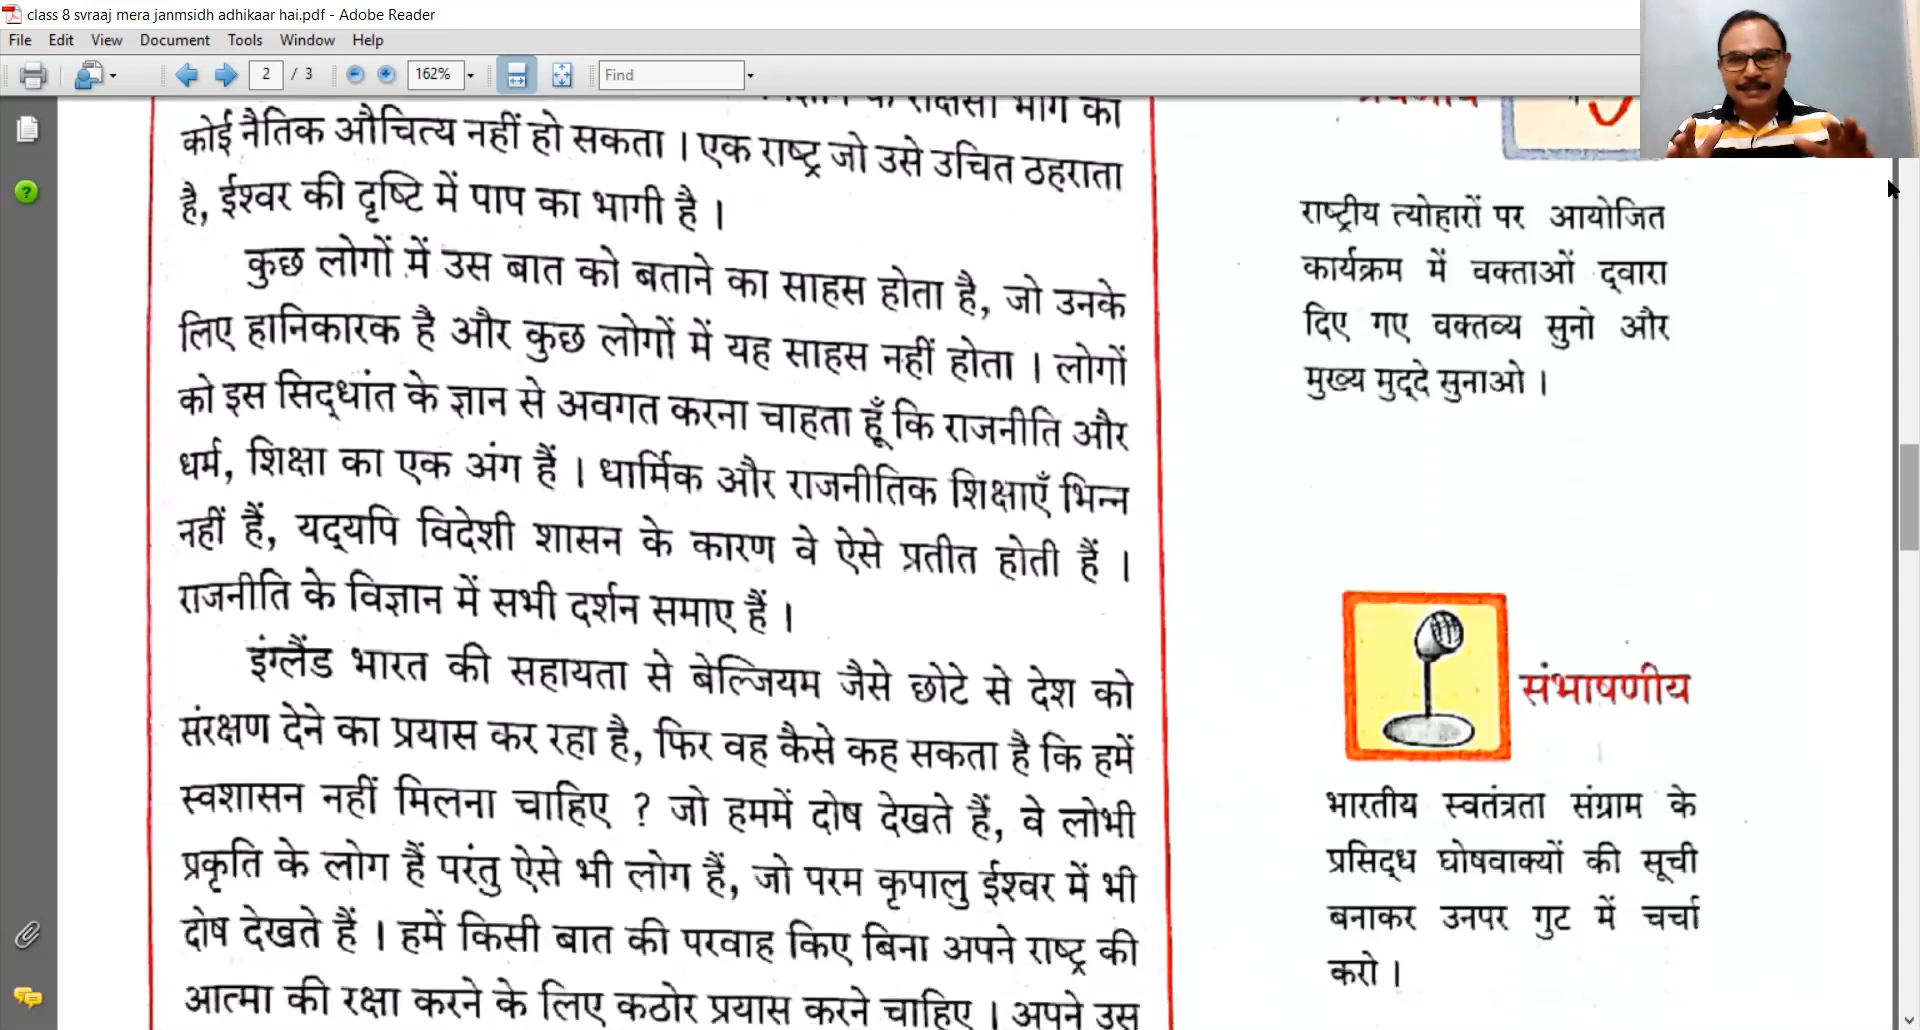 class 8 svraaj mera janmsidh adhikaar hai.pdf - Adobe Reader
File Edit View Document Tools Window Help
2 / 3 162% Find
के राक्षसी भाग का
कोई नैतिक औचित्य नहीं हो सकता । एक राष्ट्र जो उसे उचित ठहराता
है, ईश्वर की दृष्टि में पाप का भागी है ।
कुछ लोगों में उस बात को बताने का साहस होता है, जो उनके
लिए हानिकारक है और कुछ लोगों में यह साहस नहीं होता । लोगों
को इस सिद्धांत के ज्ञान से अवगत करना चाहता हूँ कि राजनीति और
धर्म, शिक्षा का एक अंग हैं । धार्मिक और राजनीतिक शिक्षाएँ भिन्न
नहीं हैं, यद्यपि विदेशी शासन के कारण वे ऐसे प्रतीत होती हैं ।
राजनीति के विज्ञान में सभी दर्शन समाए हैं ।
इंग्लैंड भारत की सहायता से बेल्जियम जैसे छोटे से देश को
संरक्षण देने का प्रयास कर रहा है, फिर वह कैसे कह सकता है कि हमें
स्वशासन नहीं मिलना चाहिए ? जो हममें दोष देखते हैं, वे लोभी
प्रकृति के लोग हैं परंतु ऐसे भी लोग हैं, जो परम कृपालु ईश्वर में भी
दोष देखते हैं । हमें किसी बात की परवाह किए बिना अपने राष्ट्र की
आत्मा की रक्षा करने के लिए कठोर प्रयास करने चाहिए । अपने उस
राष्ट्रीय त्योहारों पर आयोजित
कार्यक्रम में वक्ताओं द्वारा
दिए गए वक्तव्य सुनो और
मुख्य मुद्दे सुनाओ ।
संभाषणीय
भारतीय स्वतंत्रता संग्राम के
प्रसिद्ध घोषवाक्यों की सूची
बनाकर उनपर गुट में चर्चा
करो ।